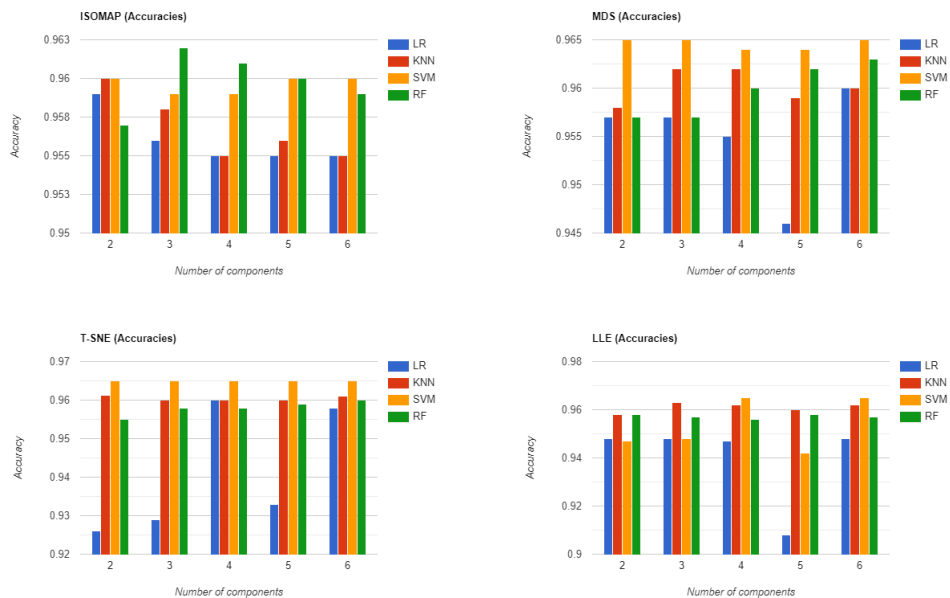 ISOMAP (Accuracies)
0.963
0.96
0.958
0.955
0.953
0.95
Accuracy
2 3 4 5 6
Number of components
LR
KNN
SVM
RF
MDS (Accuracies)
0.965
0.96
0.955
0.95
0.945
Accuracy
2 3 4 5 6
Number of components
LR
KNN
SVM
RF
T-SNE (Accuracies)
0.97
0.96
0.95
0.94
0.93
0.92
Accuracy
2 3 4 5 6
Number of components
LR
KNN
SVM
RF
LLE (Accuracies)
0.98
0.96
0.94
0.92
0.9
Accuracy
2 3 4 5 6
Number of components
LR
KNN
SVM
RF